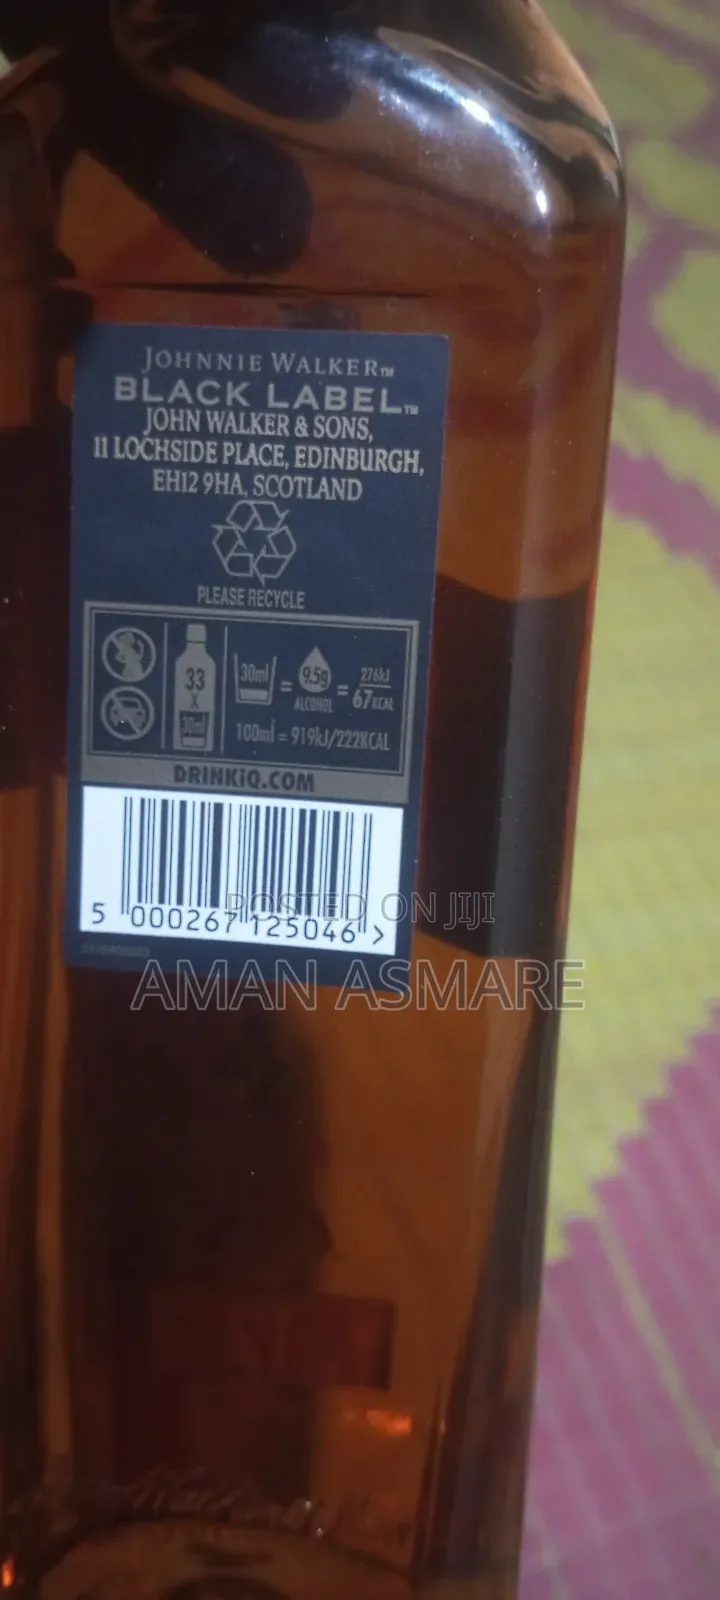 JOHNNIE WALKER™
BLACK LABEL™
JOHN WALKER & SONS,
11 LOCHSIDE PLACE, EDINBURGH,
EH12 9HA, SCOTLAND
PLEASE RECYCLE
33
X
30ml
30ml
=
9.5g
ALCOHOL
=
276kJ
67KCAL
100ml = 919kJ/222KCAL
DRINKiQ.COM
5 000267 125046 >
POSTED ON JIJI
AMAN ASMARE